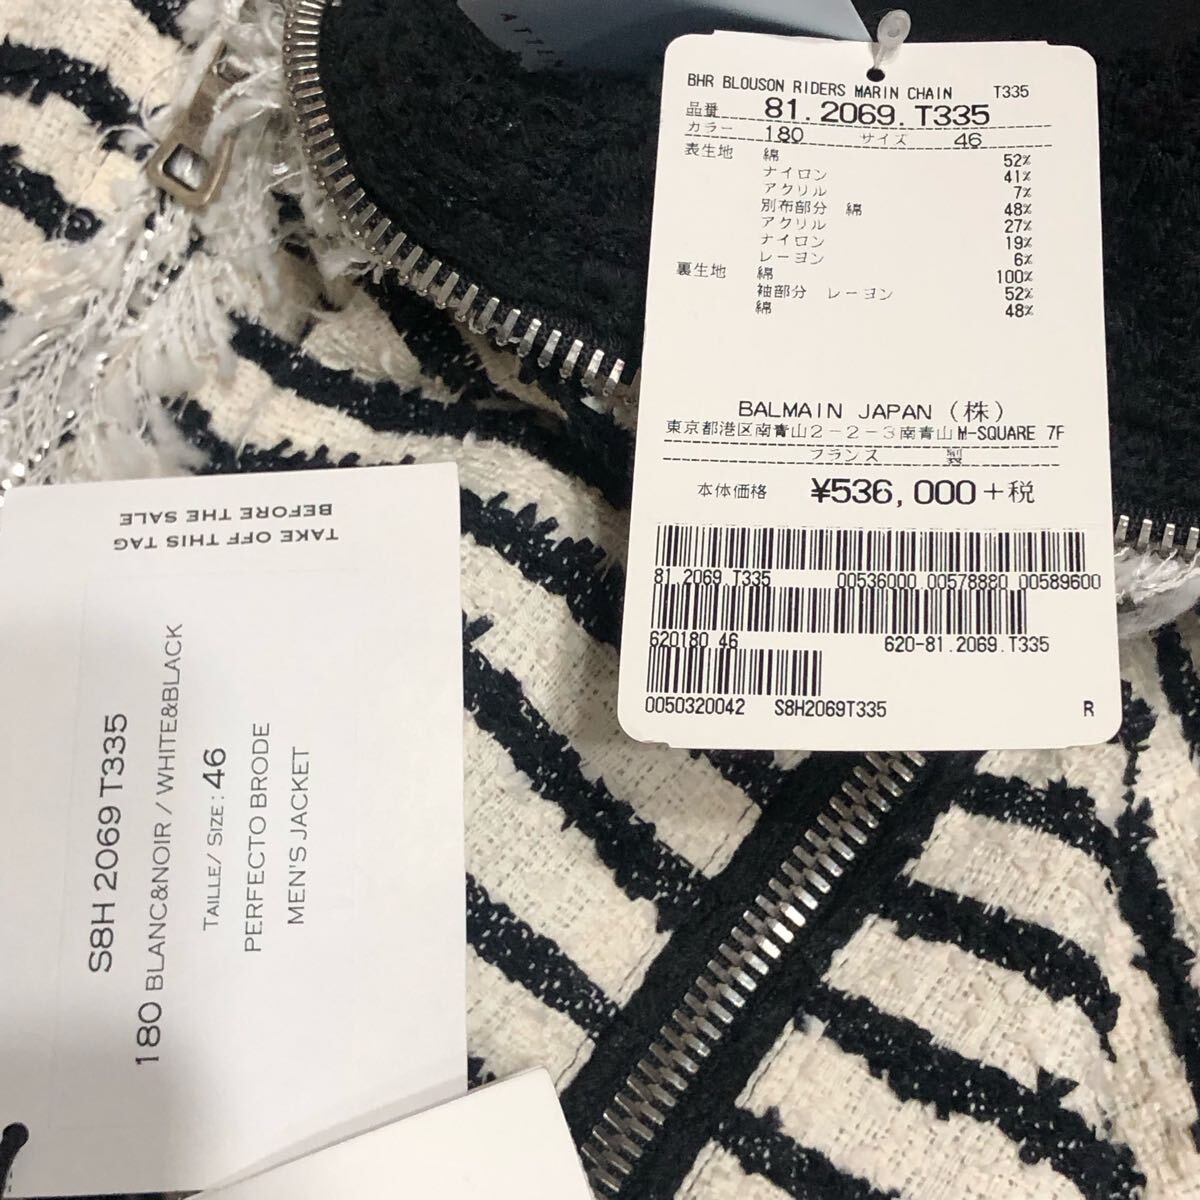 ATTE
BHR BLOUSON RIDERS MARIN CHAIN T335
品番 81.2069.T335
カラー 180 サイズ 46
表生地 綿 52%
ナイロン 41%
アクリル 7%
別布部分 綿 48%
アクリル 27%
ナイロン 19%
レーヨン 6%
裏生地 綿 100%
袖部分 レーヨン 52%
綿 48%
BALMAIN JAPAN (株)
東京都港区南青山2-2-3南青山M-SQUARE 7F
フランス 製
本体価格 ¥536,000+税
81.2069.T335 00536000 00578880 00589600
620180 46 620-81.2069.T335
0050320042 S8H2069T335 R
TAKE OFF THIS TAG
BEFORE THE SALE
S8H 2069 T335
180 BLANC&NOIR / WHITE&BLACK
TAILLE/ SIZE: 46
PERFECTO BRODE
MEN'S JACKET